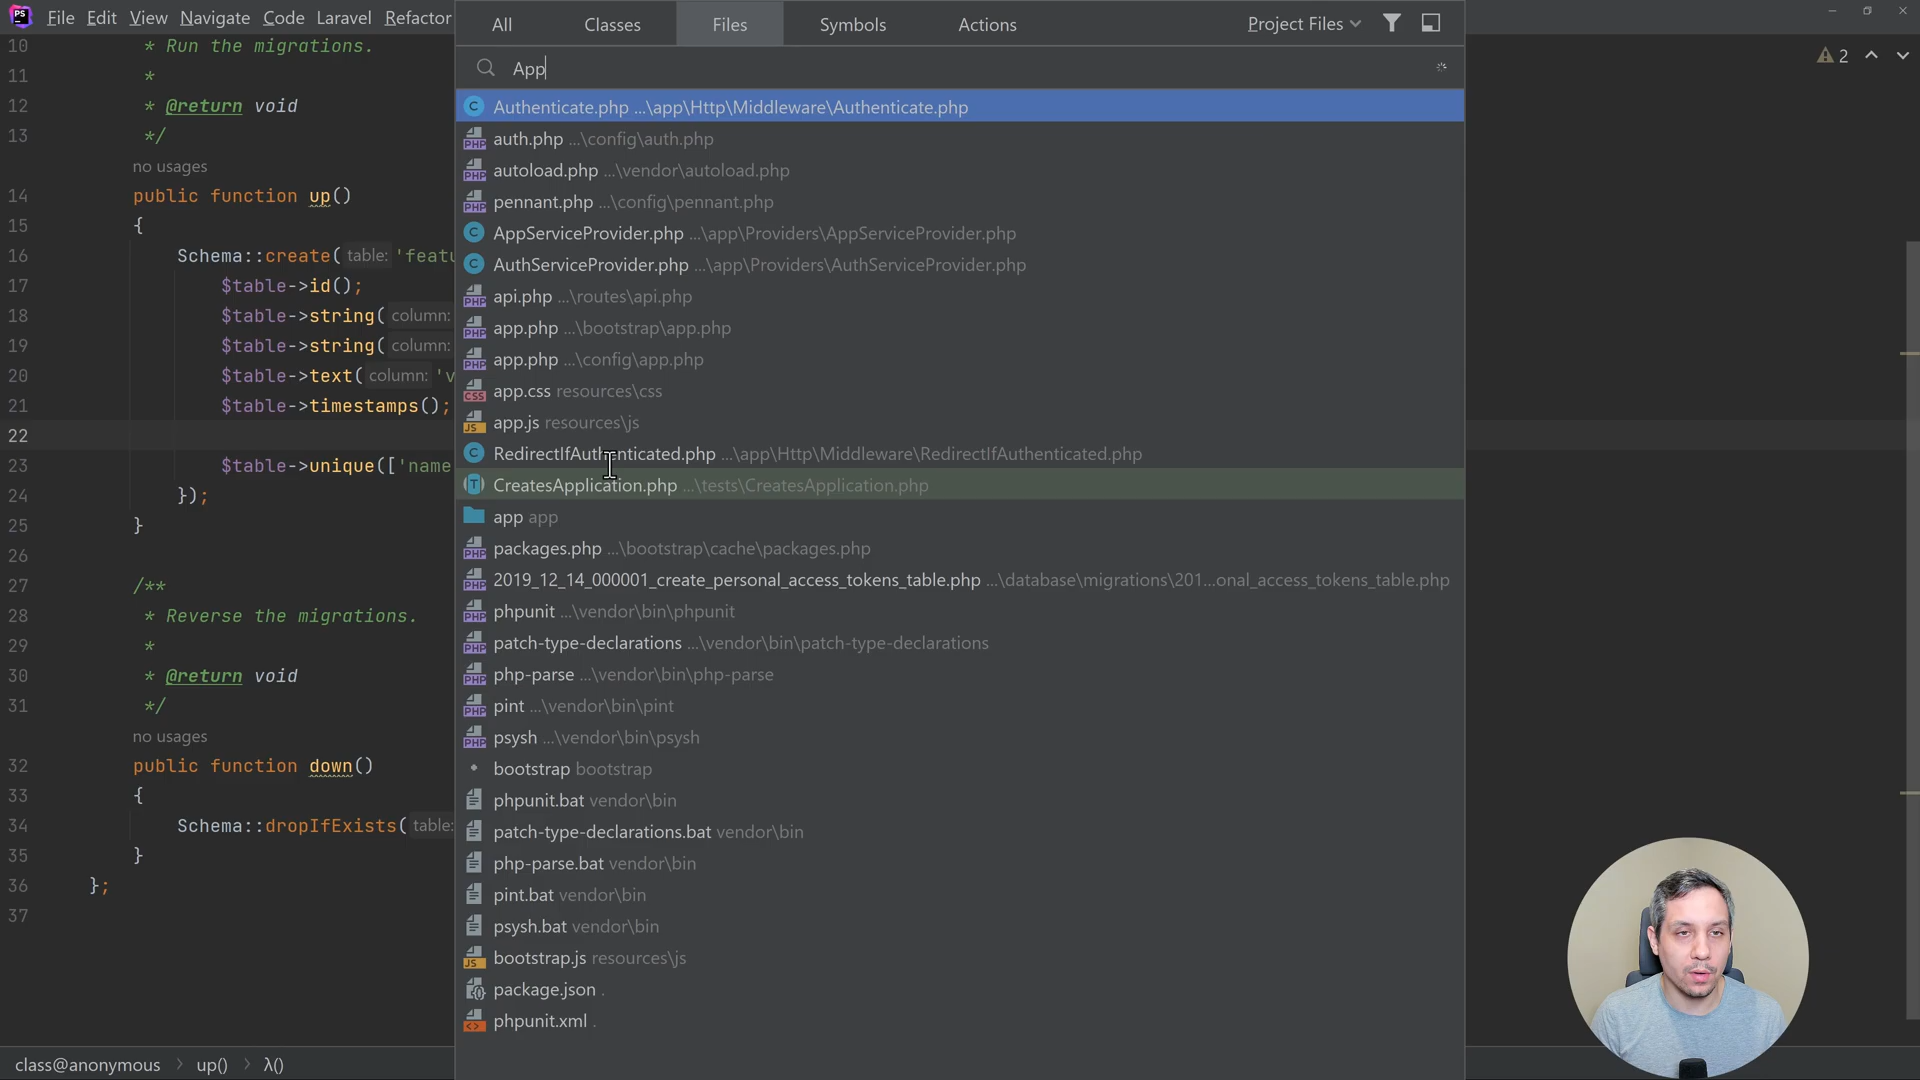 PS File Edit View Navigate Code Laravel Refactor
10 * Run the migrations.
11 *
12 * @return void
13 */
no usages
14 public function up()
15 {
16 Schema::create( table: 'featu
17 $table->id();
18 $table->string( column:
19 $table->string( column:
20 $table->text( column: 'v
21 $table->timestamps();
22
23 $table->unique(['name
24 });
25 }
26
27 /**
28 * Reverse the migrations.
29 *
30 * @return void
31 */
no usages
32 public function down()
33 {
34 Schema::dropIfExists( table:
35 }
36 };
37
class@anonymous > up() > λ()
All Classes Files Symbols Actions Project Files
App
Authenticate.php ...\app\Http\Middleware\Authenticate.php
auth.php ...\config\auth.php
autoload.php ...\vendor\autoload.php
pennant.php ...\config\pennant.php
AppServiceProvider.php ...\app\Providers\AppServiceProvider.php
AuthServiceProvider.php ...\app\Providers\AuthServiceProvider.php
api.php ...\routes\api.php
app.php ...\bootstrap\app.php
app.php ...\config\app.php
app.css resources\css
app.js resources\js
RedirectIfAuthenticated.php ...\app\Http\Middleware\RedirectIfAuthenticated.php
CreatesApplication.php ...\tests\CreatesApplication.php
app app
packages.php ...\bootstrap\cache\packages.php
2019_12_14_000001_create_personal_access_tokens_table.php ...\database\migrations\201...onal_access_tokens_table.php
phpunit ...\vendor\bin\phpunit
patch-type-declarations ...\vendor\bin\patch-type-declarations
php-parse ...\vendor\bin\php-parse
pint ...\vendor\bin\pint
psysh ...\vendor\bin\psysh
bootstrap bootstrap
phpunit.bat vendor\bin
patch-type-declarations.bat vendor\bin
php-parse.bat vendor\bin
pint.bat vendor\bin
psysh.bat vendor\bin
bootstrap.js resources\js
package.json .
phpunit.xml .
2